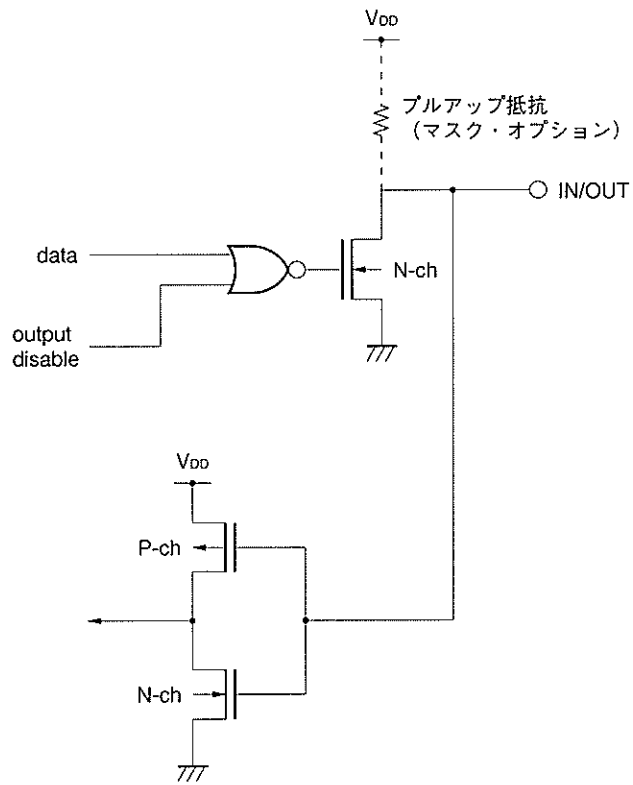 VDD
プルアップ抵抗
（マスク・オプション）
IN/OUT
data
N-ch
output
disable
VDD
P-ch
N-ch